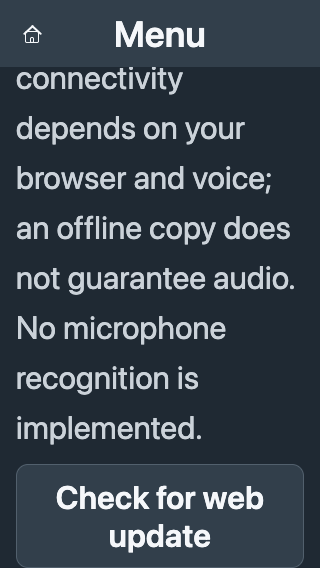 Menu
connectivity
depends on your
browser and voice;
an offline copy does
not guarantee audio.
No microphone
recognition is
implemented.
Check for web
update